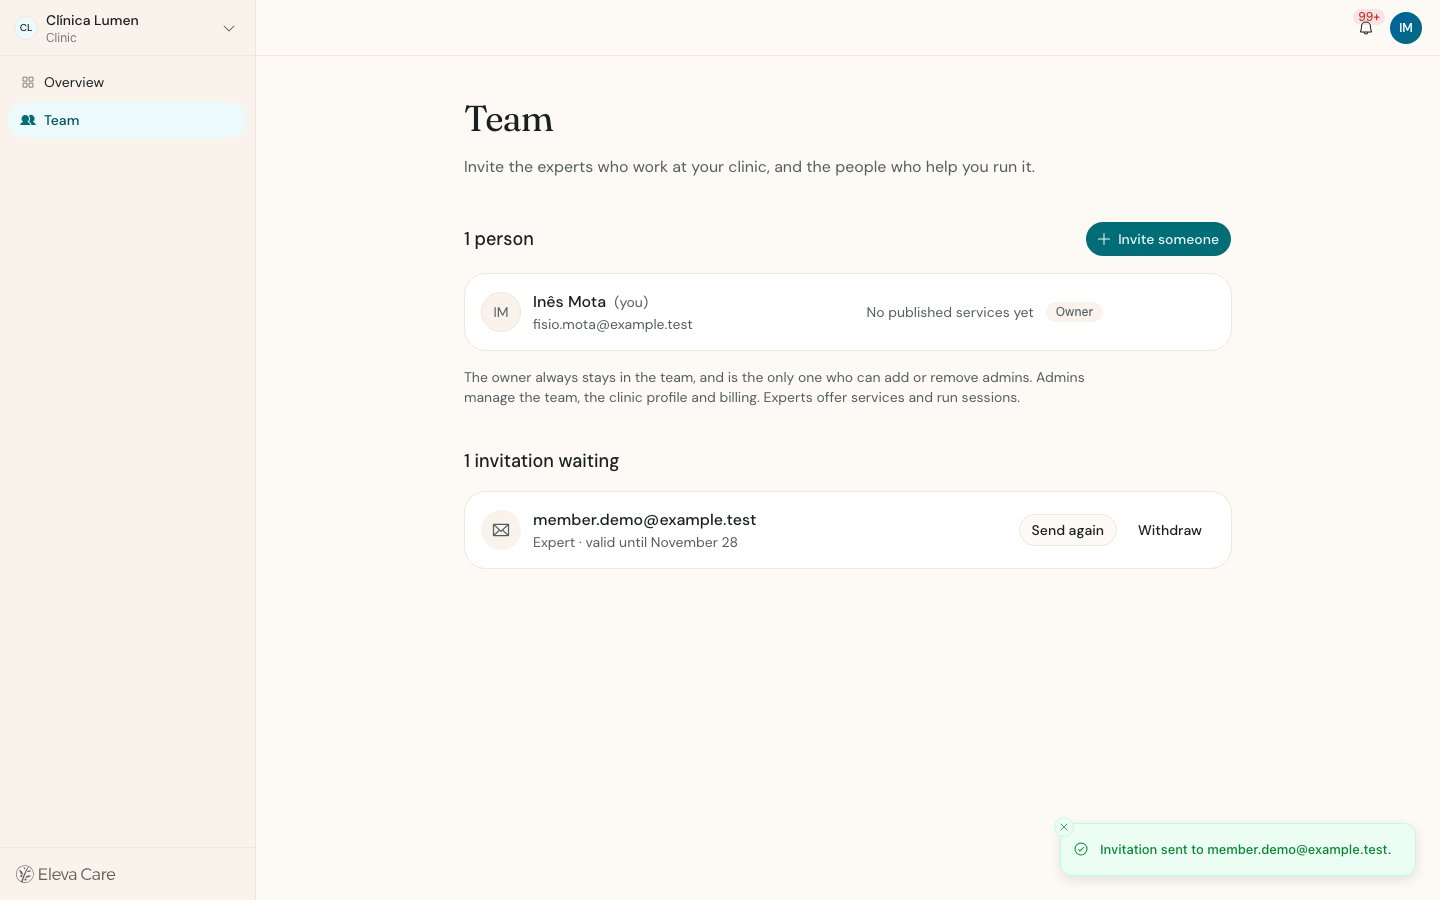 CL
Clínica Lumen
Clinic
99+
IM
Overview
Team
Team
Invite the experts who work at your clinic, and the people who help you run it.
1 person
Invite someone
IM
Inês Mota (you)
fisio.mota@example.test
No published services yet
Owner
The owner always stays in the team, and is the only one who can add or remove admins. Admins
manage the team, the clinic profile and billing. Experts offer services and run sessions.
1 invitation waiting
member.demo@example.test
Expert · valid until November 28
Send again
Withdraw
Invitation sent to member.demo@example.test.
Eleva Care